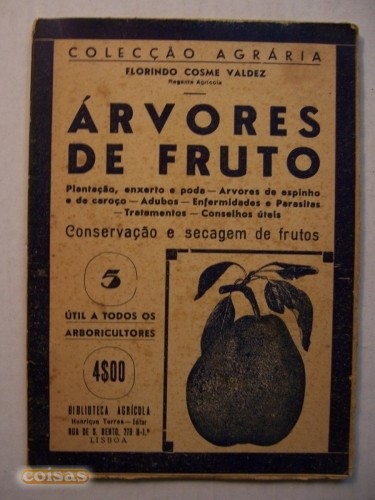 COLECÇÃO AGRÁRIA
FLORINDO COSME VALDEZ
Regente Agrícola
ÁRVORES
DE FRUTO
Plantação, enxerto e poda — Arvores de espinho
e de caroço — Adubos — Enfermidades e Parasitas
— Tratamentos — Conselhos úteis
Conservação e secagem de frutos
5
ÚTIL A TODOS OS
ARBORICULTORES
4$00
BIBLIOTECA AGRÍCOLA
Henrique Torres — Editor
RUA DE S. BENTO, 279 B-1.º
LISBOA
coisas